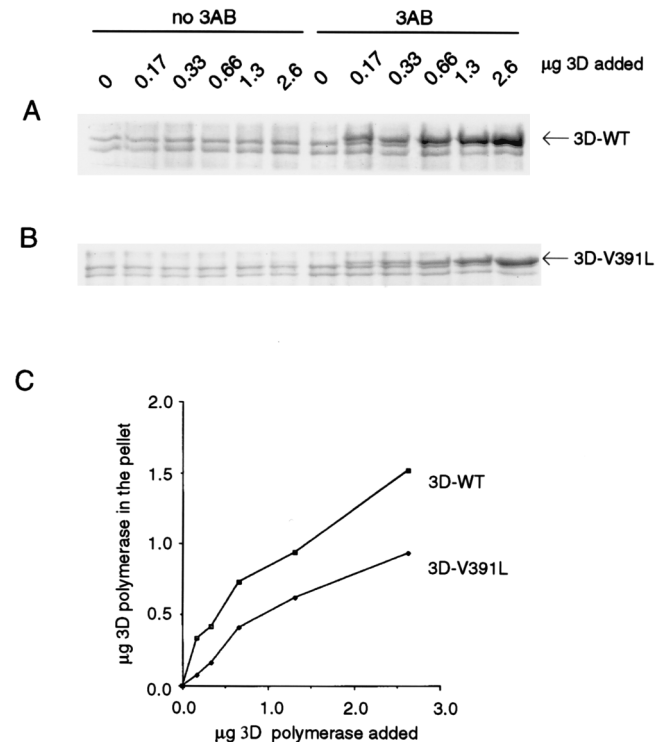 no 3AB 3AB
0 0.17 0.33 0.66 1.3 2.6 0 0.17 0.33 0.66 1.3 2.6 µg 3D added
A
← 3D-WT
B
← 3D-V391L
C
2.0
1.5
1.0
0.5
0.0
µg 3D polymerase in the pellet
3D-WT
3D-V391L
0.0 1.0 2.0 3.0
µg 3D polymerase added